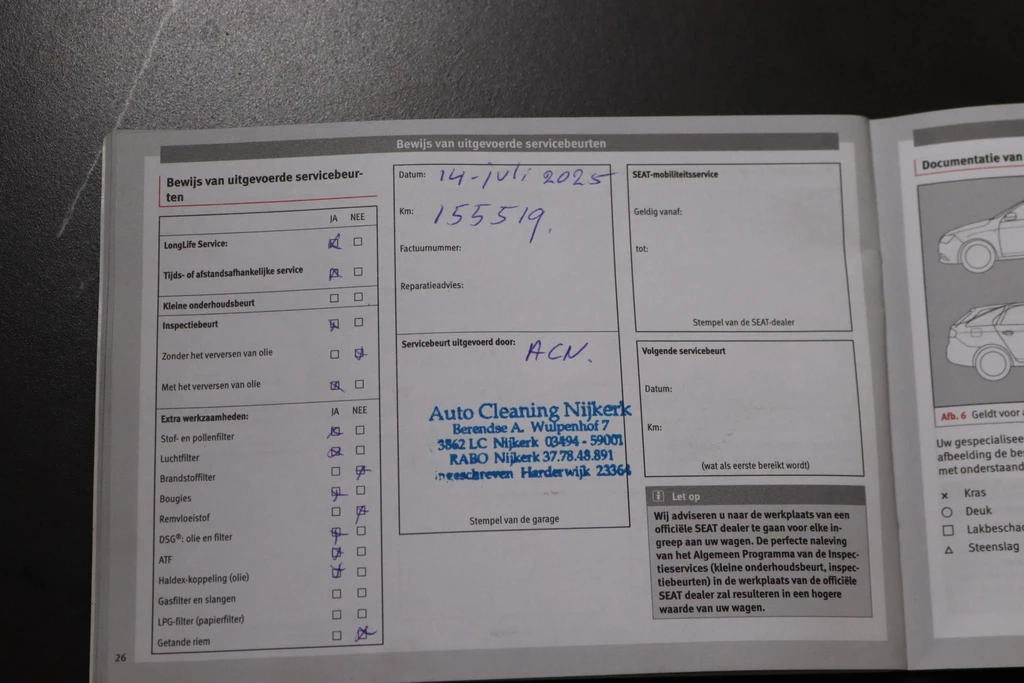 Bewijs van uitgevoerde servicebeurten
Bewijs van uitgevoerde servicebeur-
ten
JA NEE
LongLife Service:
Tijds- of afstandsafhankelijke service
Kleine onderhoudsbeurt
Inspectiebeurt
Zonder het verversen van olie
Met het verversen van olie
Extra werkzaamheden: JA NEE
Stof- en pollenfilter
Luchtfilter
Brandstoffilter
Bougies
Remvloeistof
DSG®: olie en filter
ATF
Haldex-koppeling (olie)
Gasfilter en slangen
LPG-filter (papierfilter)
Getande riem
26
Datum: 14-juli 2025
Km: 155519.
Factuurnummer:
Reparatieadvies:
Servicebeurt uitgevoerd door: ACN.
Auto Cleaning Nijkerk
Berendse A. Wulpenhof 7
3862 LC Nijkerk 03494-59001
RABO Nijkerk 37.78.48.891
ingeschreven Harderwijk 23364
Stempel van de garage
SEAT-mobiliteitsservice
Geldig vanaf:
tot:
Stempel van de SEAT-dealer
Volgende servicebeurt
Datum:
Km:
(wat als eerste bereikt wordt)
i Let op
Wij adviseren u naar de werkplaats van een
officiële SEAT dealer te gaan voor elke in-
greep aan uw wagen. De perfecte naleving
van het Algemeen Programma van de Inspec-
tieservices (kleine onderhoudsbeurt, inspec-
tiebeurten) in de werkplaats van de officiële
SEAT dealer zal resulteren in een hogere
waarde van uw wagen.
Documentatie van
Afb. 6 Geldt voor
Uw gespecialisee
afbeelding de be
met onderstaand
Kras
Deuk
Lakbescha
Steenslag